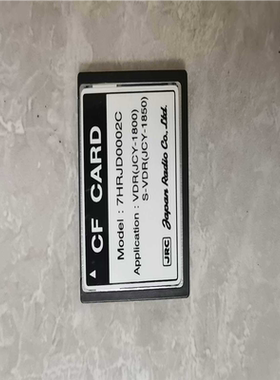 ▲ CF CARD
Model : 7HRJD0002C
Application : VDR(JCY-1800)
S-VDR(JCY-1850)
JRC Japan Radio Co., Ltd.